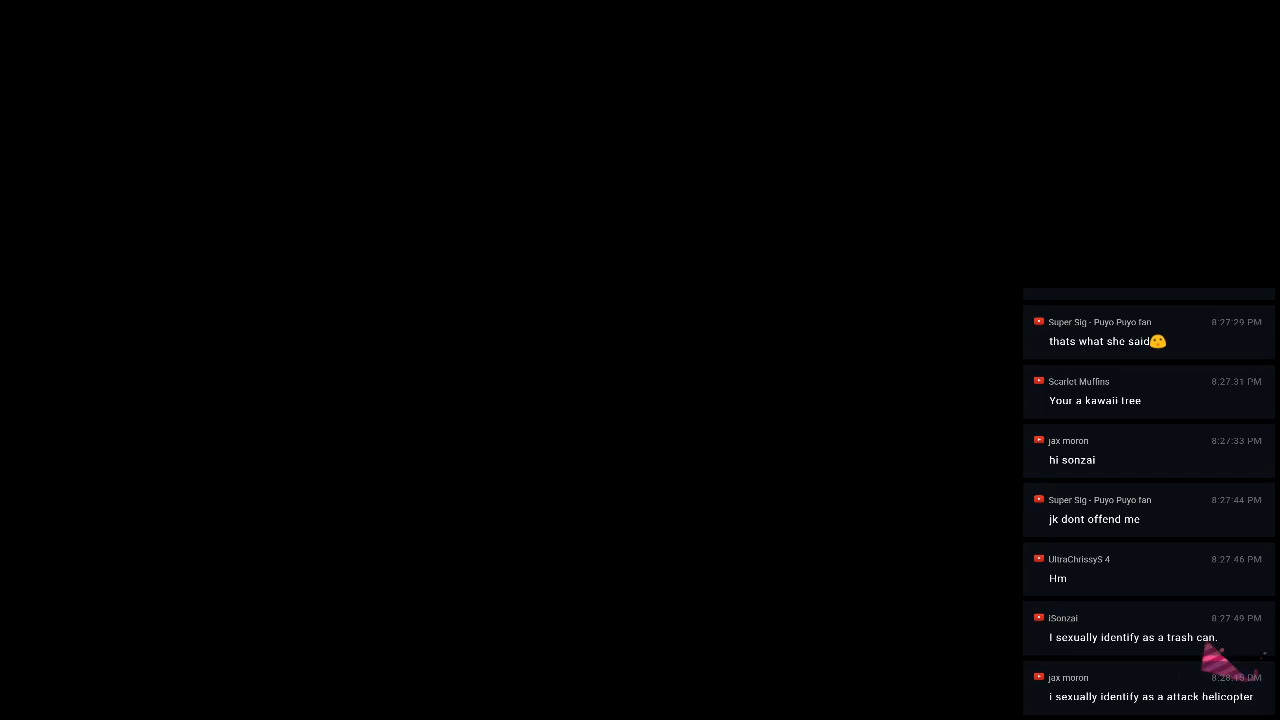 Super Sig - Puyo Puyo fan 8:27:29 PM
thats what she said
Scarlet Muffins 8:27:31 PM
Your a kawaii tree
jax moron 8:27:33 PM
hi sonzai
Super Sig - Puyo Puyo fan 8:27:44 PM
jk dont offend me
UltraChrissyS 4 8:27:46 PM
Hm
iSonzai 8:27:49 PM
I sexually identify as a trash can.
jax moron 8:28:15 PM
i sexually identify as a attack helicopter